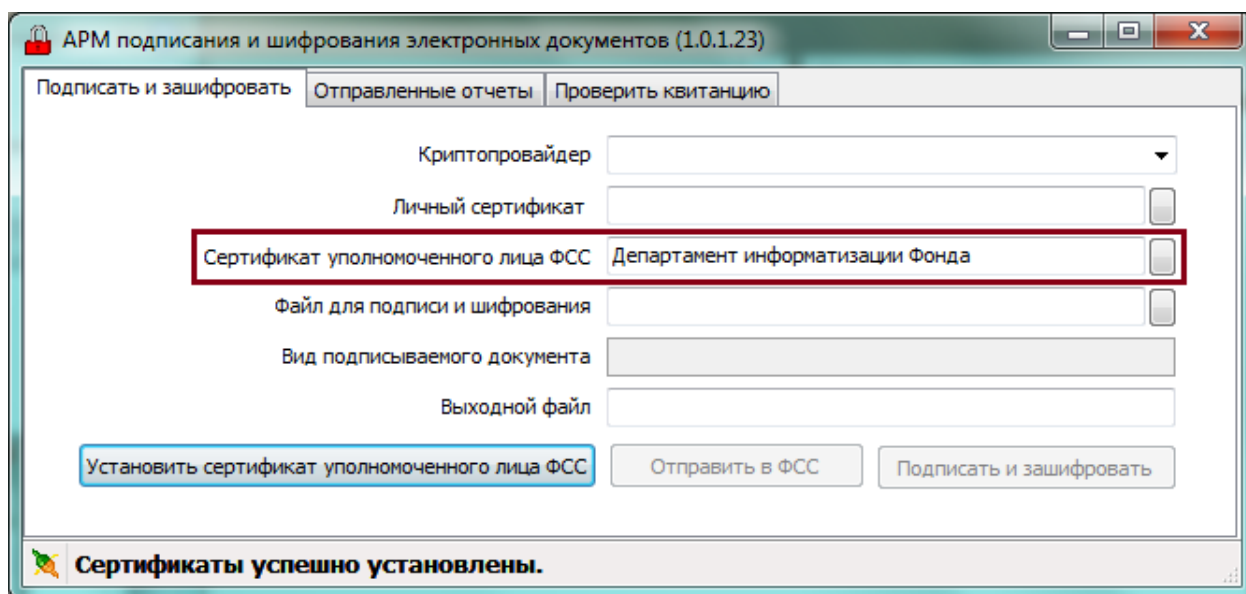 АРМ подписания и шифрования электронных документов (1.0.1.23)
Подписать и зашифровать Отправленные отчеты Проверить квитанцию
Криптопровайдер
Личный сертификат
Сертификат уполномоченного лица ФСС Департамент информатизации Фонда
Файл для подписи и шифрования
Вид подписываемого документа
Выходной файл
Установить сертификат уполномоченного лица ФСС Отправить в ФСС Подписать и зашифровать
Сертификаты успешно установлены.